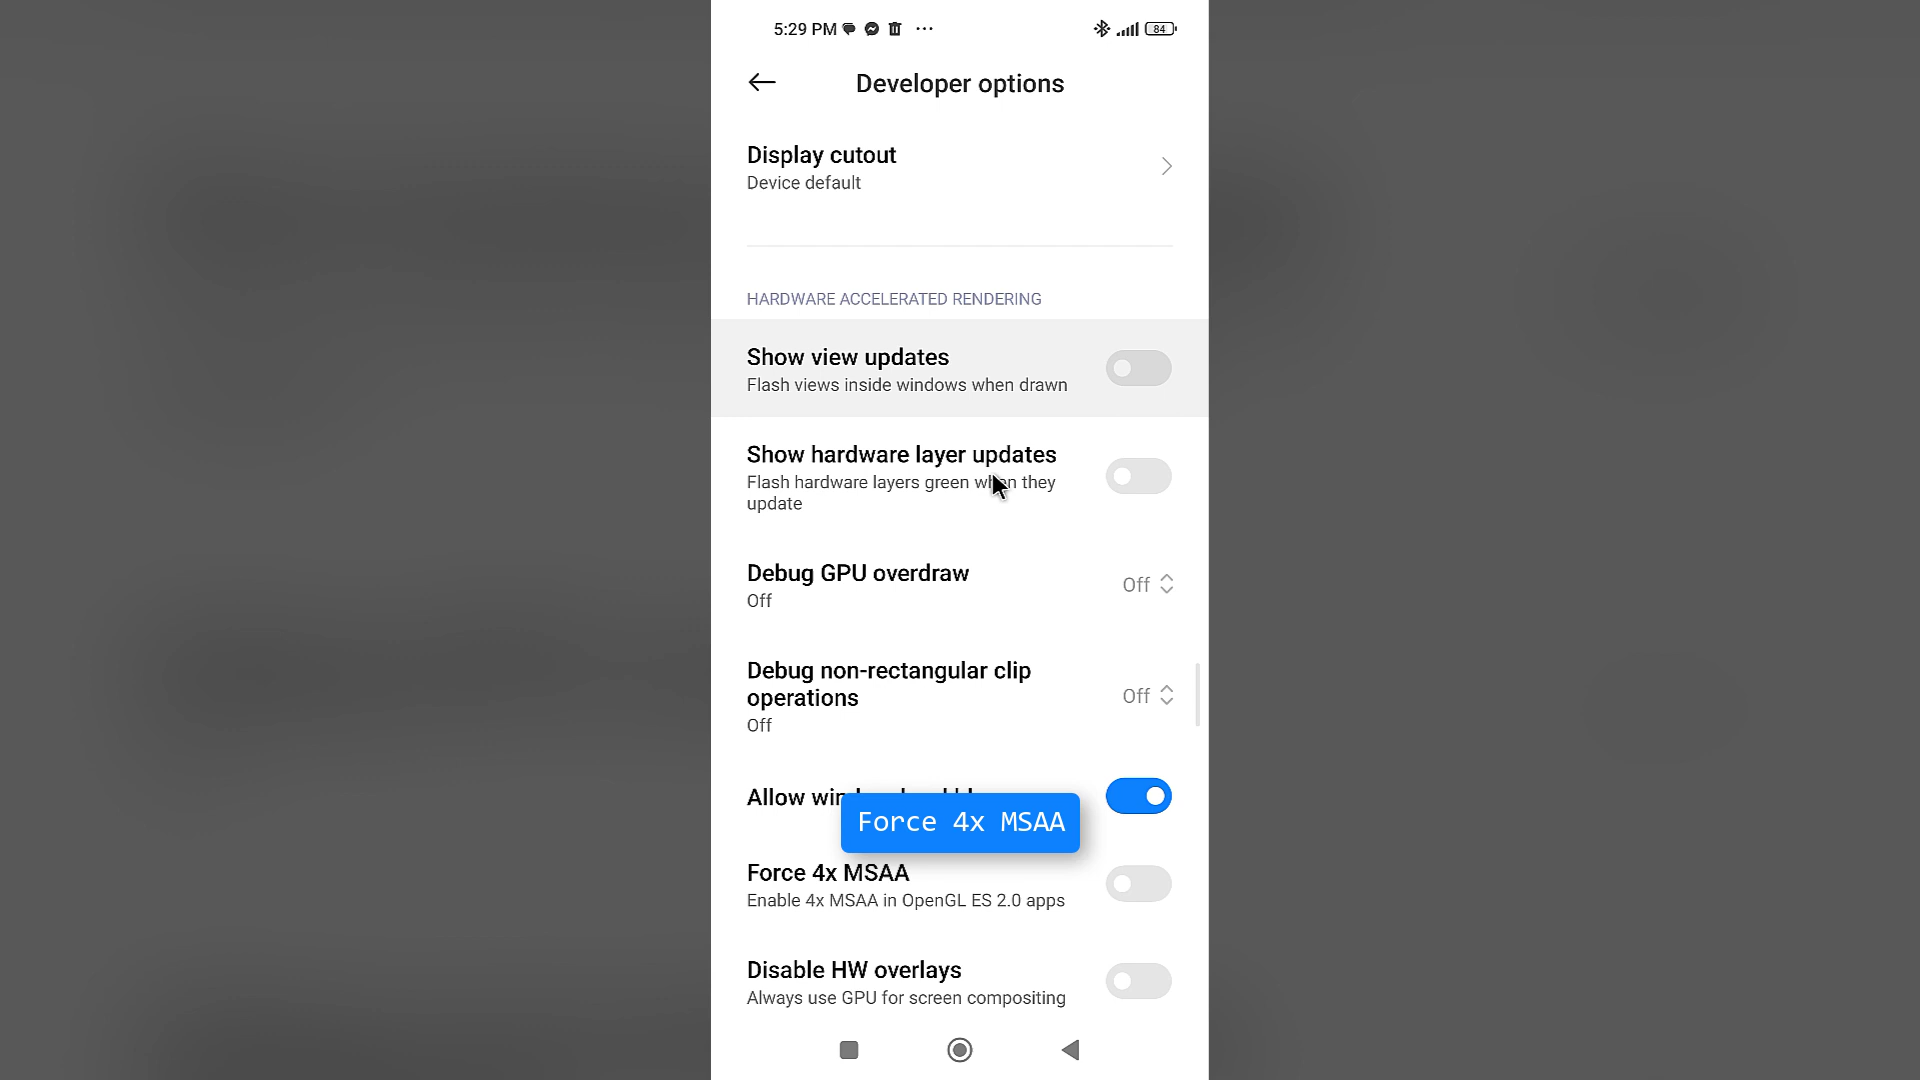 5:29 PM
84
Developer options
Display cutout
Device default
HARDWARE ACCELERATED RENDERING
Show view updates
Flash views inside windows when drawn
Show hardware layer updates
Flash hardware layers green when they
update
Debug GPU overdraw
Off
Off
Debug non-rectangular clip
operations
Off
Off
Allow
Force 4x MSAA
Force 4x MSAA
Enable 4x MSAA in OpenGL ES 2.0 apps
Disable HW overlays
Always use GPU for screen compositing